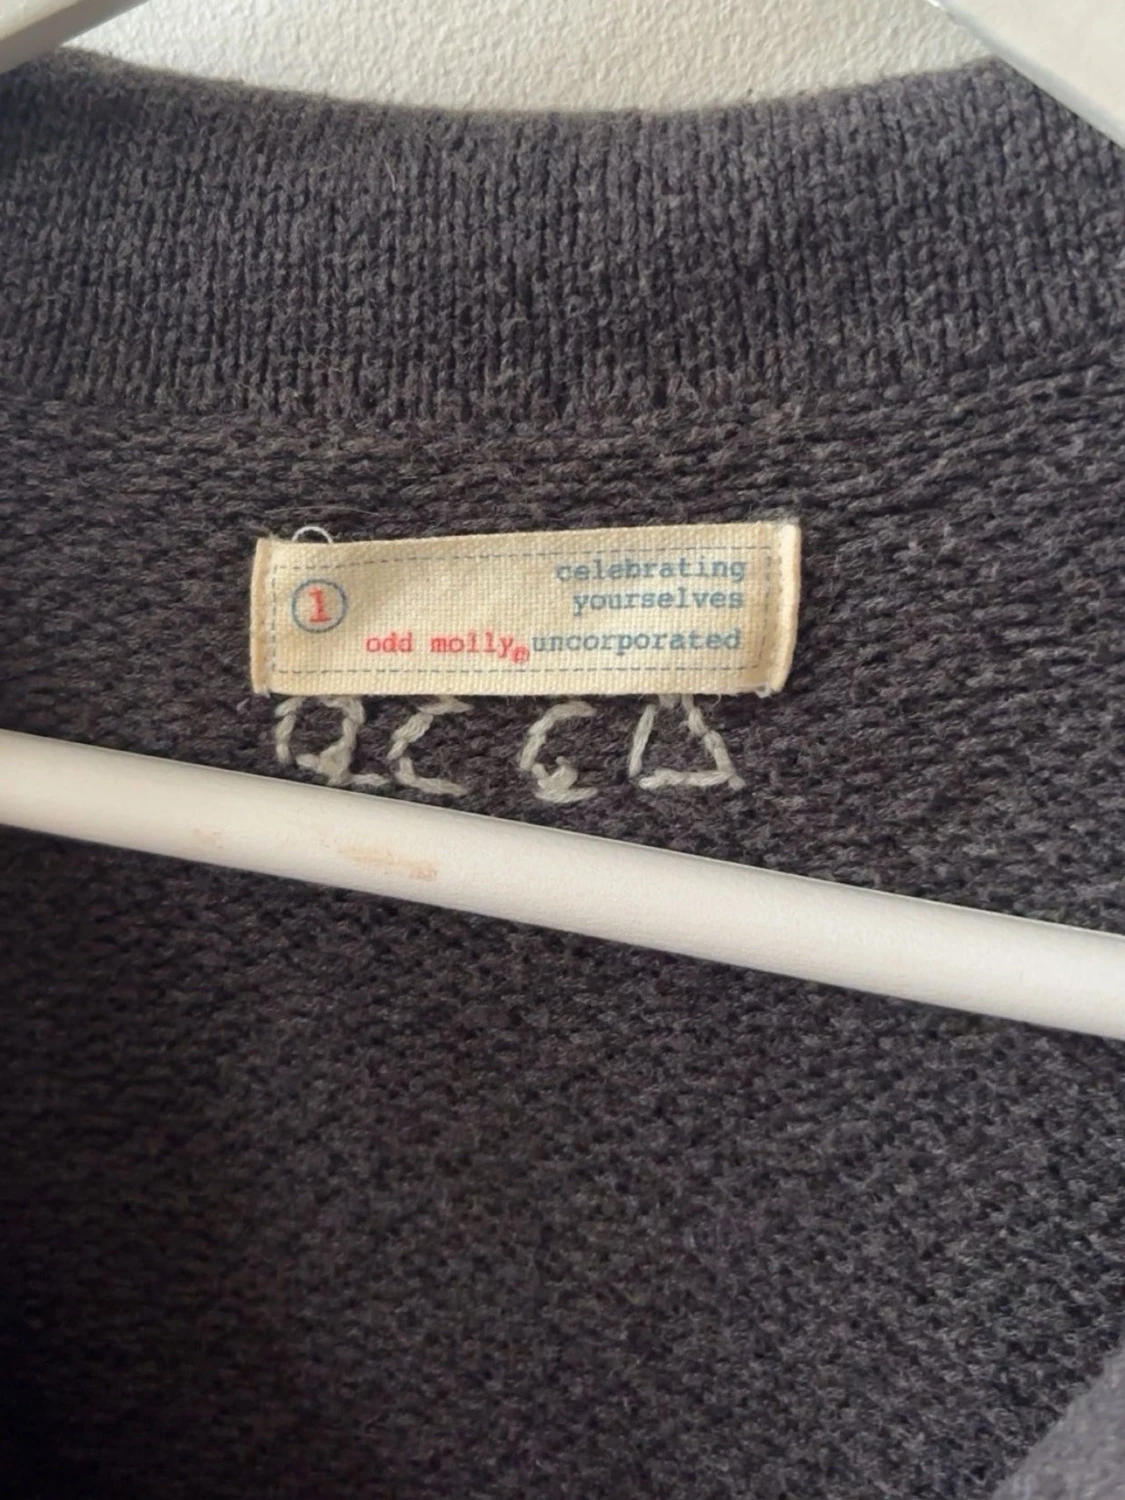 celebrating
yourselves
1
odd molly© uncorporated